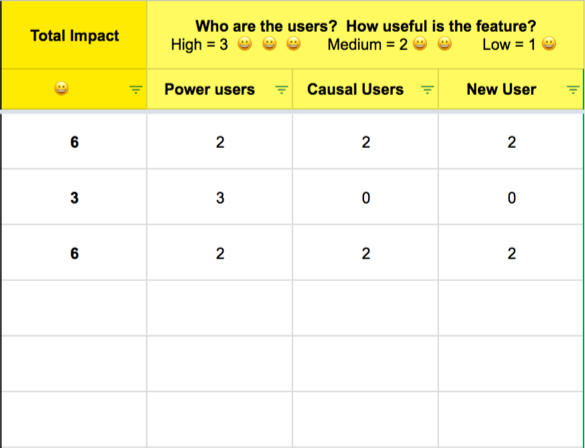 Total Impact
Who are the users? How useful is the feature?
High = 3 😀 😀 😀 Medium = 2 😀 😀 Low = 1 😀
😀 Power users Causal Users New User
6 2 2 2
3 3 0 0
6 2 2 2